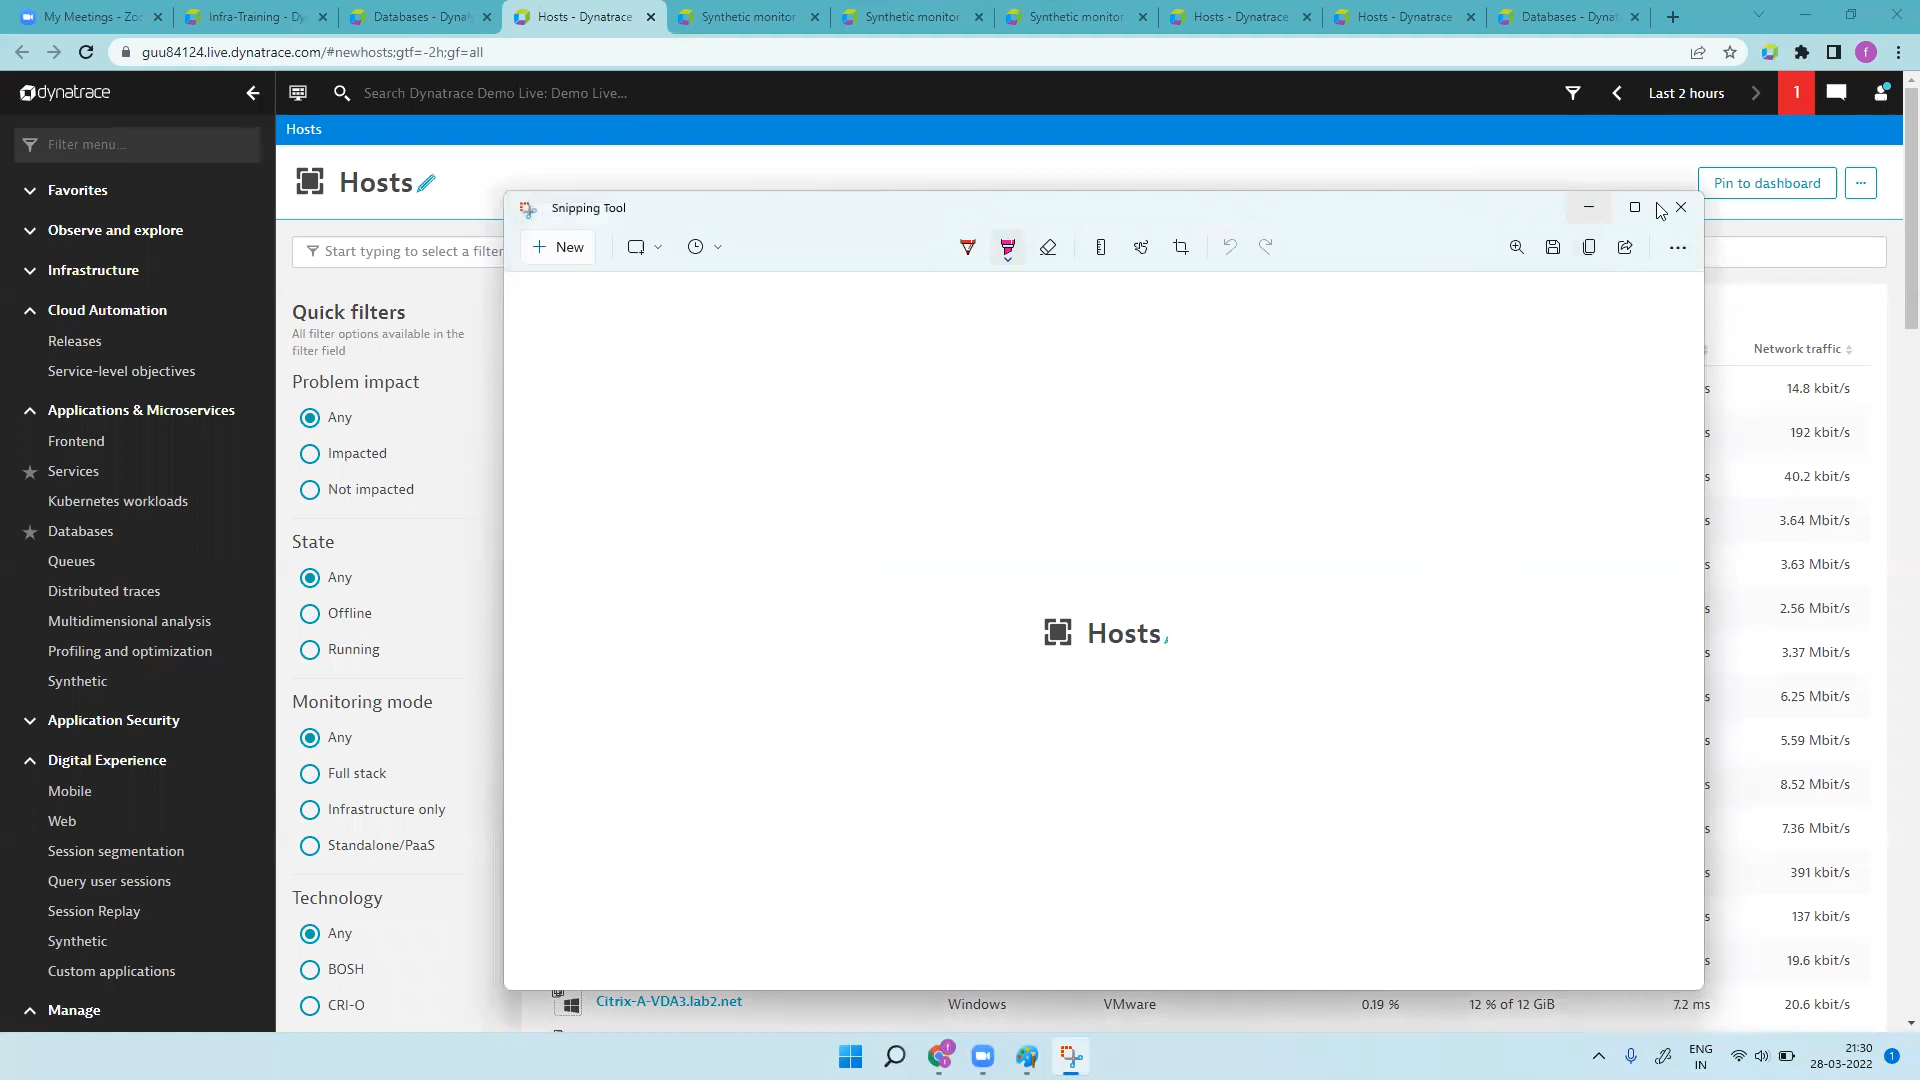 My Meetings - Zoo
Infra-Training - Dy
Databases - Dynat
Hosts - Dynatrace
Synthetic monitor
Synthetic monitor
Synthetic monitor
Hosts - Dynatrace
Hosts - Dynatrace
Databases - Dynat
guu84124.live.dynatrace.com/#newhosts;gtf=-2h;gf=all
f
dynatrace
Search Dynatrace Demo Live: Demo Live...
Last 2 hours
1
Filter menu...
Favorites
Observe and explore
Infrastructure
Cloud Automation
Releases
Service-level objectives
Applications & Microservices
Frontend
Services
Kubernetes workloads
Databases
Queues
Distributed traces
Multidimensional analysis
Profiling and optimization
Synthetic
Application Security
Digital Experience
Mobile
Web
Session segmentation
Query user sessions
Session Replay
Synthetic
Custom applications
Manage
Hosts
Hosts
Pin to dashboard
...
Start typing to select a filter
Quick filters
All filter options available in the
filter field
Problem impact
Any
Impacted
Not impacted
State
Any
Offline
Running
Monitoring mode
Any
Full stack
Infrastructure only
Standalone/PaaS
Technology
Any
BOSH
CRI-O
Snipping Tool
New
Hosts
Network traffic
s 14.8 kbit/s
s 192 kbit/s
s 40.2 kbit/s
s 3.64 Mbit/s
s 3.63 Mbit/s
s 2.56 Mbit/s
s 3.37 Mbit/s
s 6.25 Mbit/s
s 5.59 Mbit/s
s 8.52 Mbit/s
s 7.36 Mbit/s
s 391 kbit/s
s 137 kbit/s
s 19.6 kbit/s
Citrix-A-VDA3.lab2.net Windows VMware 0.19 % 12 % of 12 GiB 7.2 ms 20.6 kbit/s
f
ENG
IN
21:30
28-03-2022
1